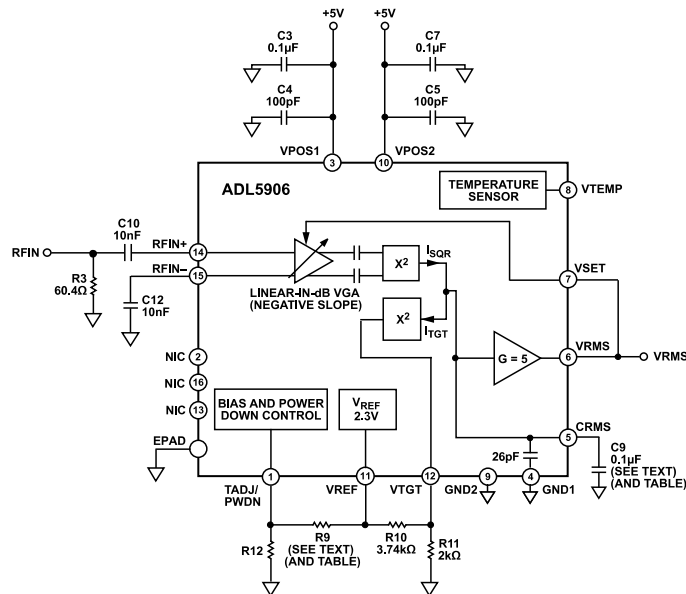 +5V
+5V
C3
0.1µF
C7
0.1µF
C4
100pF
C5
100pF
VPOS1
VPOS2
3
10
ADL5906
TEMPERATURE
SENSOR
8
VTEMP
C10
10nF
RFIN
RFIN+
14
RFIN–
15
R3
60.4Ω
C12
10nF
LINEAR-IN-dB VGA
(NEGATIVE SLOPE)
X2
ISQR
X2
ITGT
VSET
7
G = 5
VRMS
6
VRMS
NIC
2
NIC
16
NIC
13
EPAD
BIAS AND POWER
DOWN CONTROL
VREF
2.3V
26pF
CRMS
5
C9
0.1µF
(SEE TEXT)
(AND TABLE)
1
11
12
9
4
TADJ/
PWDN
VREF
VTGT
GND2
GND1
R12
R9
(SEE TEXT)
(AND TABLE)
R10
3.74kΩ
R11
2kΩ